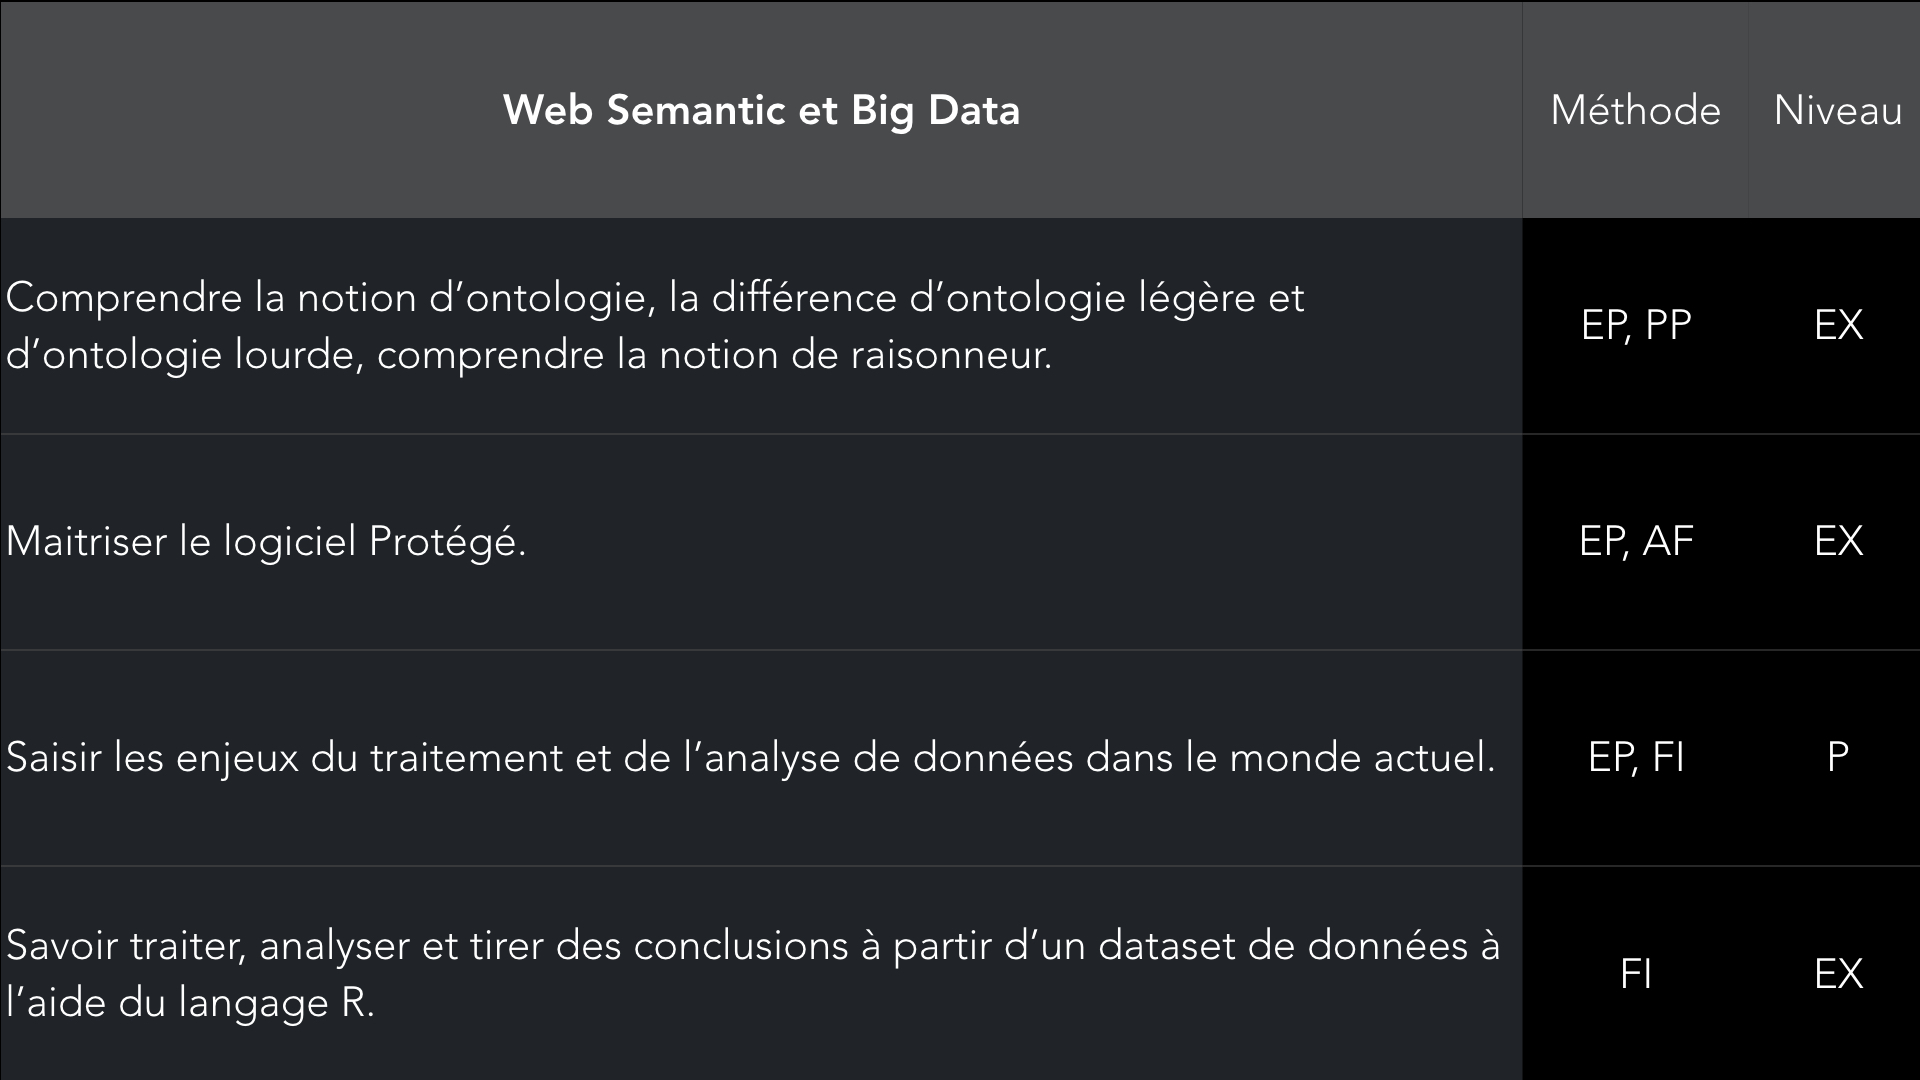 Web Semantic et Big Data
Méthode
Niveau
Comprendre la notion d’ontologie, la différence d’ontologie légère et
d’ontologie lourde, comprendre la notion de raisonneur.
EP, PP
EX
Maitriser le logiciel Protégé.
EP, AF
EX
Saisir les enjeux du traitement et de l’analyse de données dans le monde actuel.
EP, FI
P
Savoir traiter, analyser et tirer des conclusions à partir d’un dataset de données à
l’aide du langage R.
FI
EX